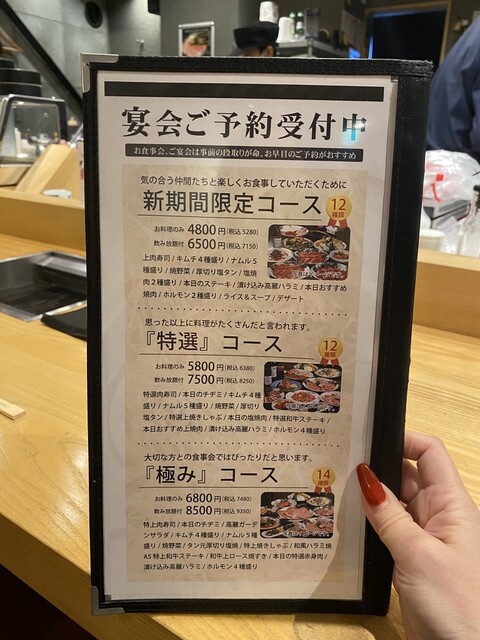 宴会ご予約受付中
お食事会、ご宴会は事前の段取りが命。お早目のご予約がおすすめ
気の合う仲間たちと楽しくお食事していただくために
新期間限定コース
12
種類
お料理のみ 4800円(税込 5280)
飲み放題付 6500円(税込 7150)
上肉寿司 / キムチ4種盛り / ナムル5
種盛り / 焼野菜 / 厚切り塩タン / 塩焼
肉2種盛り / 本日のステーキ / 漬け込み高麗ハラミ / 本日おすすめ
焼肉 / ホルモン2種盛り / ライス&スープ / デザート
思った以上に料理がたくさんだと言われます。
『特選』コース
12
種類
お料理のみ 5800円(税込 6380)
飲み放題付 7500円(税込 8250)
特選肉寿司 / 本日のチヂミ / キムチ4種
盛り / ナムル5種盛り / 焼野菜 / 厚切り
塩タン / 特選上焼きしゃぶ / 本日の塩焼肉 / 特選和牛ステーキ /
本日おすすめ上焼肉 / 漬け込み高麗ハラミ / ホルモン4種盛り
大切な方との食事会ではぴったりだと思います。
『極み』コース
14
種類
お料理のみ 6800円(税込 7480)
飲み放題付 8500円(税込 9350)
特上肉寿司 / 本日のチヂミ / 高麗ガーデ
ンサラダ / キムチ4種盛り / ナムル5種
盛り / 焼野菜 / タン元厚切り塩焼 / 特上焼きしゃぶ / 和風ハラミ焼
A5 特上和牛ステーキ / 和牛上ロース焼すき / 本日の特選赤身肉 /
漬け込み高麗ハラミ / ホルモン4種盛り